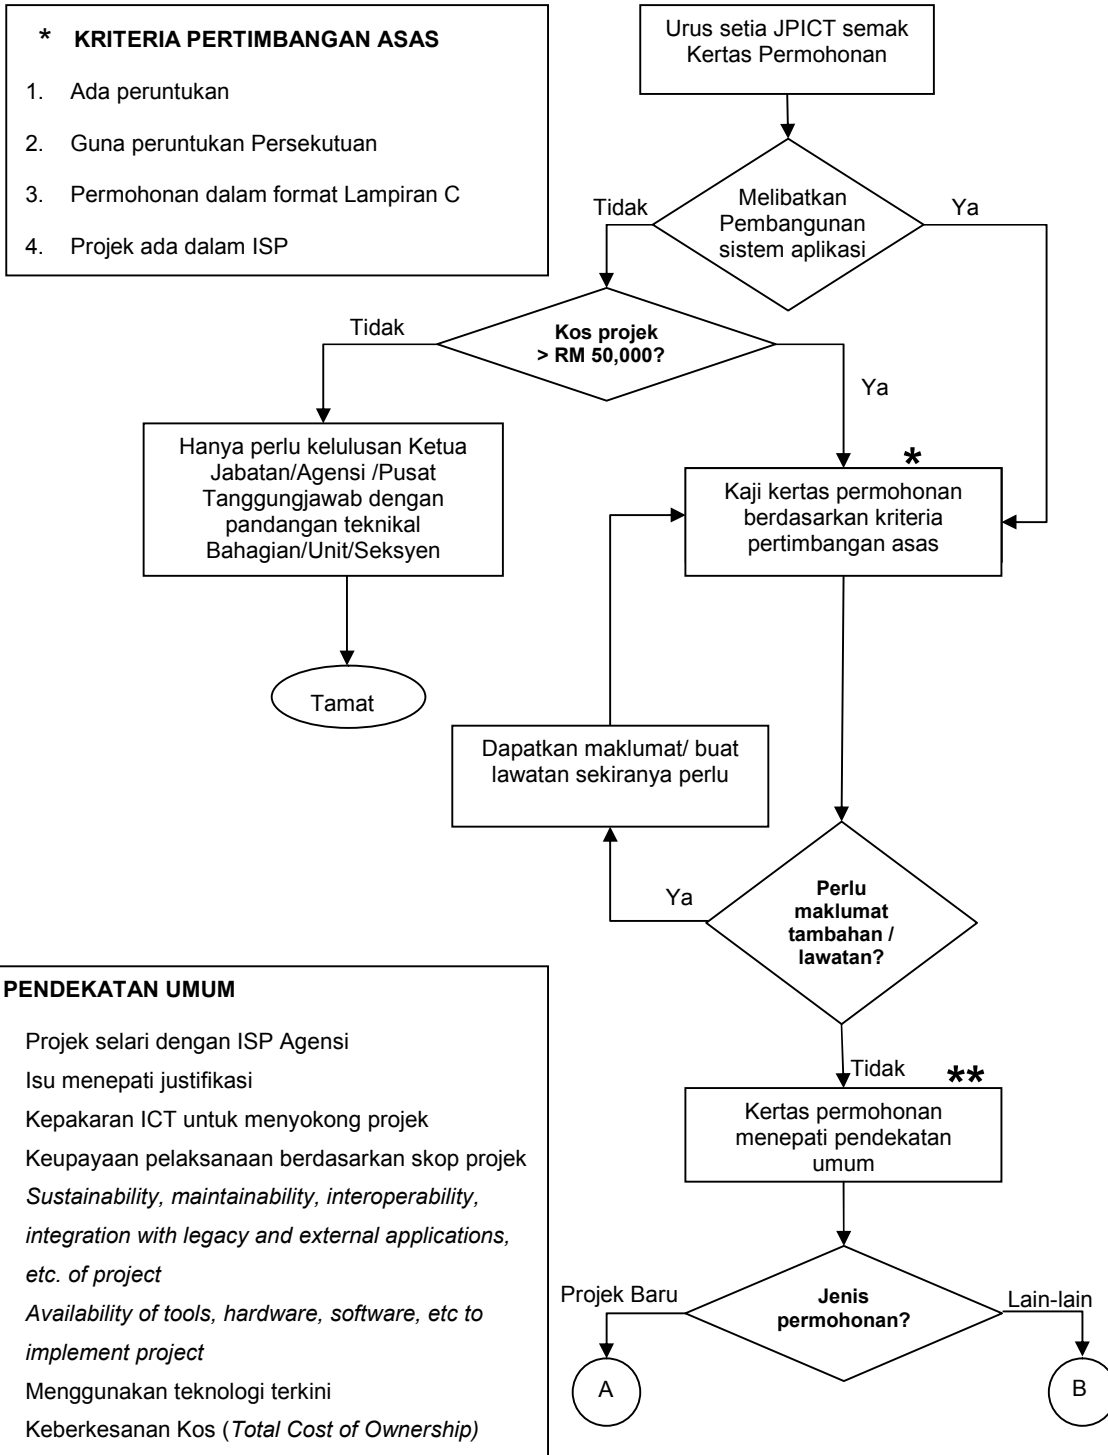 * KRITERIA PERTIMBANGAN ASAS
1. Ada peruntukan
2. Guna peruntukan Persekutuan
3. Permohonan dalam format Lampiran C
4. Projek ada dalam ISP
Urus setia JPICT semak
Kertas Permohonan
Melibatkan
Pembangunan
sistem aplikasi
Tidak
Ya
Kos projek
> RM 50,000?
Tidak
Ya
Hanya perlu kelulusan Ketua
Jabatan/Agensi /Pusat
Tanggungjawab dengan
pandangan teknikal
Bahagian/Unit/Seksyen
Tamat
*
Kaji kertas permohonan
berdasarkan kriteria
pertimbangan asas
Dapatkan maklumat/ buat
lawatan sekiranya perlu
Ya
Perlu
maklumat
tambahan /
lawatan?
Tidak
**
Kertas permohonan
menepati pendekatan
umum
Jenis
permohonan?
Projek Baru
Lain-lain
A
B
PENDEKATAN UMUM
Projek selari dengan ISP Agensi
Isu menepati justifikasi
Kepakaran ICT untuk menyokong projek
Keupayaan pelaksanaan berdasarkan skop projek
Sustainability, maintainability, interoperability,
integration with legacy and external applications,
etc. of project
Availability of tools, hardware, software, etc to
implement project
Menggunakan teknologi terkini
Keberkesanan Kos (Total Cost of Ownership)